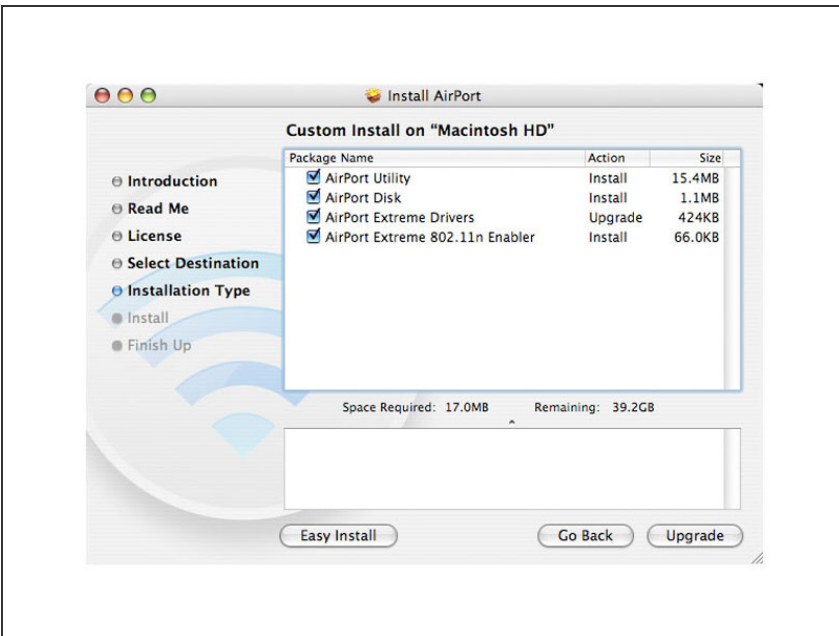 Install AirPort
Custom Install on “Macintosh HD”
Introduction
Read Me
License
Select Destination
Installation Type
Install
Finish Up
Package Name Action Size
AirPort Utility Install 15.4MB
AirPort Disk Install 1.1MB
AirPort Extreme Drivers Upgrade 424KB
AirPort Extreme 802.11n Enabler Install 66.0KB
Space Required: 17.0MB Remaining: 39.2GB
Easy Install Go Back Upgrade